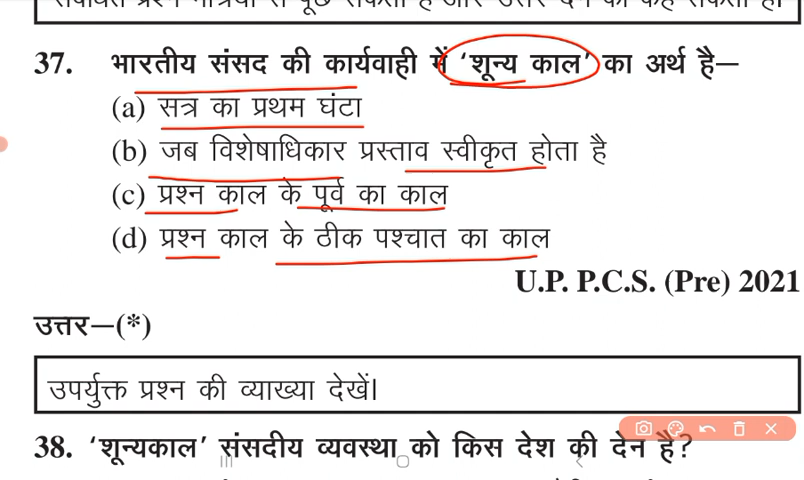 37. भारतीय संसद की कार्यवाही में ‘शून्य काल’ का अर्थ है–
(a) सत्र का प्रथम घंटा
(b) जब विशेषाधिकार प्रस्ताव स्वीकृत होता है
(c) प्रश्न काल के पूर्व का काल
(d) प्रश्न काल के ठीक पश्चात का काल
U.P. P.C.S. (Pre) 2021
उत्तर–(*)
उपर्युक्त प्रश्न की व्याख्या देखें।
38. ‘शून्यकाल’ संसदीय व्यवस्था को किस देश की देन है?